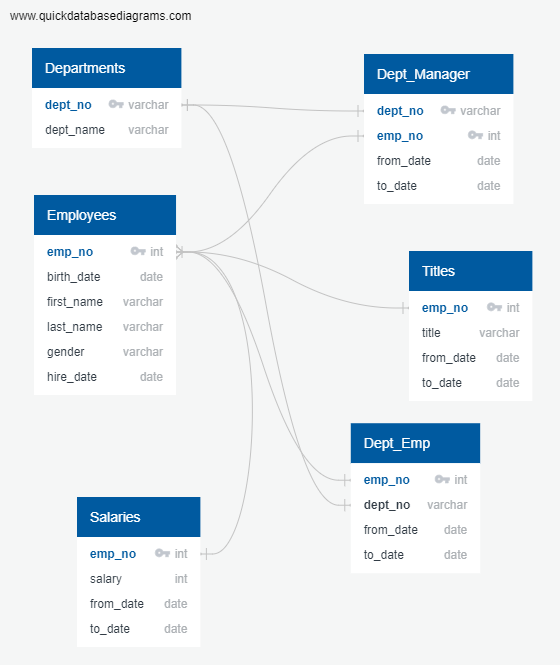 www.quickdatabasediagrams.com
Departments
dept_no varchar
dept_name varchar
Dept_Manager
dept_no varchar
emp_no int
from_date date
to_date date
Employees
emp_no int
birth_date date
first_name varchar
last_name varchar
gender varchar
hire_date date
Titles
emp_no int
title varchar
from_date date
to_date date
Dept_Emp
emp_no int
dept_no varchar
from_date date
to_date date
Salaries
emp_no int
salary int
from_date date
to_date date